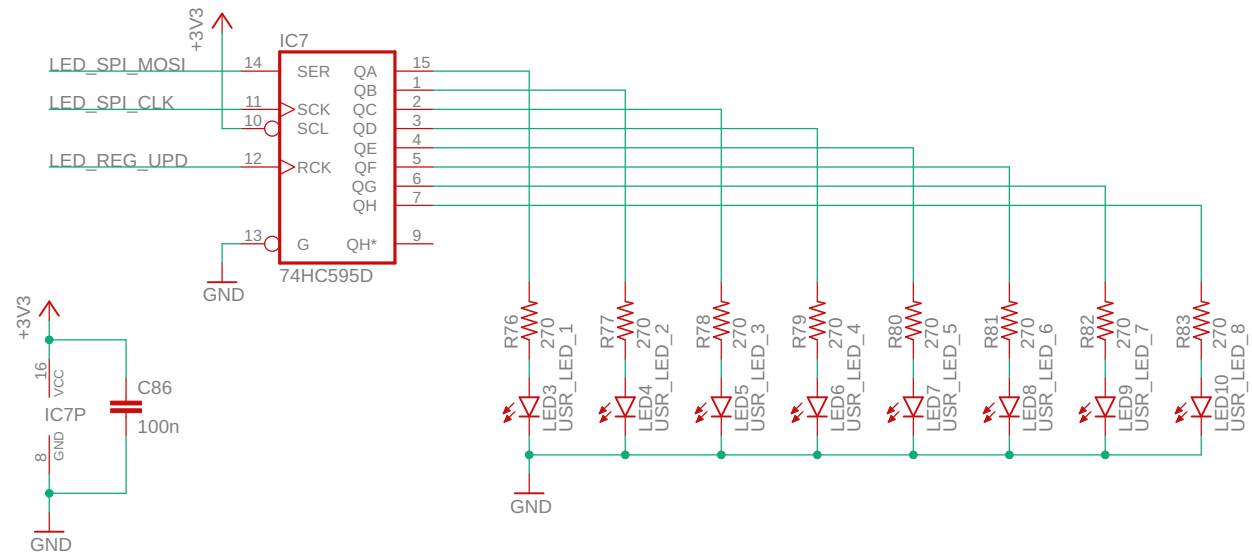 +3V3
IC7
LED_SPI_MOSI 14 SER QA 15
QB 1
LED_SPI_CLK 11 SCK QC 2
10 SCL QD 3
QE 4
LED_REG_UPD 12 RCK QF 5
QG 6
QH 7
13 G QH* 9
74HC595D
GND
+3V3
16 VCC
IC7P
8 GND
C86
100n
GND
R76 270
R77 270
R78 270
R79 270
R80 270
R81 270
R82 270
R83 270
LED3 USR_LED_1
LED4 USR_LED_2
LED5 USR_LED_3
LED6 USR_LED_4
LED7 USR_LED_5
LED8 USR_LED_6
LED9 USR_LED_7
LED10 USR_LED_8
GND